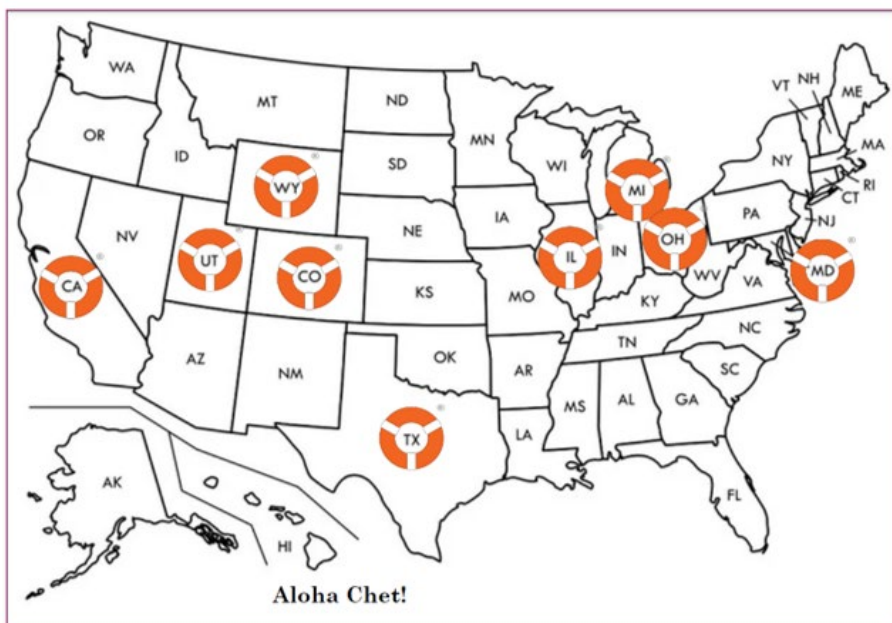 WA
MT
ND
MN
VT
NH
ME
OR
ID
SD
WI
MI
NY
MA
WY
RI
CT
NV
UT
CO
NE
IA
IL
IN
OH
PA
NJ
CA
KS
MO
KY
WV
VA
MD
AZ
NM
OK
AR
TN
NC
SC
TX
LA
MS
AL
GA
AK
HI
FL
®
®
®
®
®
®
®
®
®
Aloha Chet!